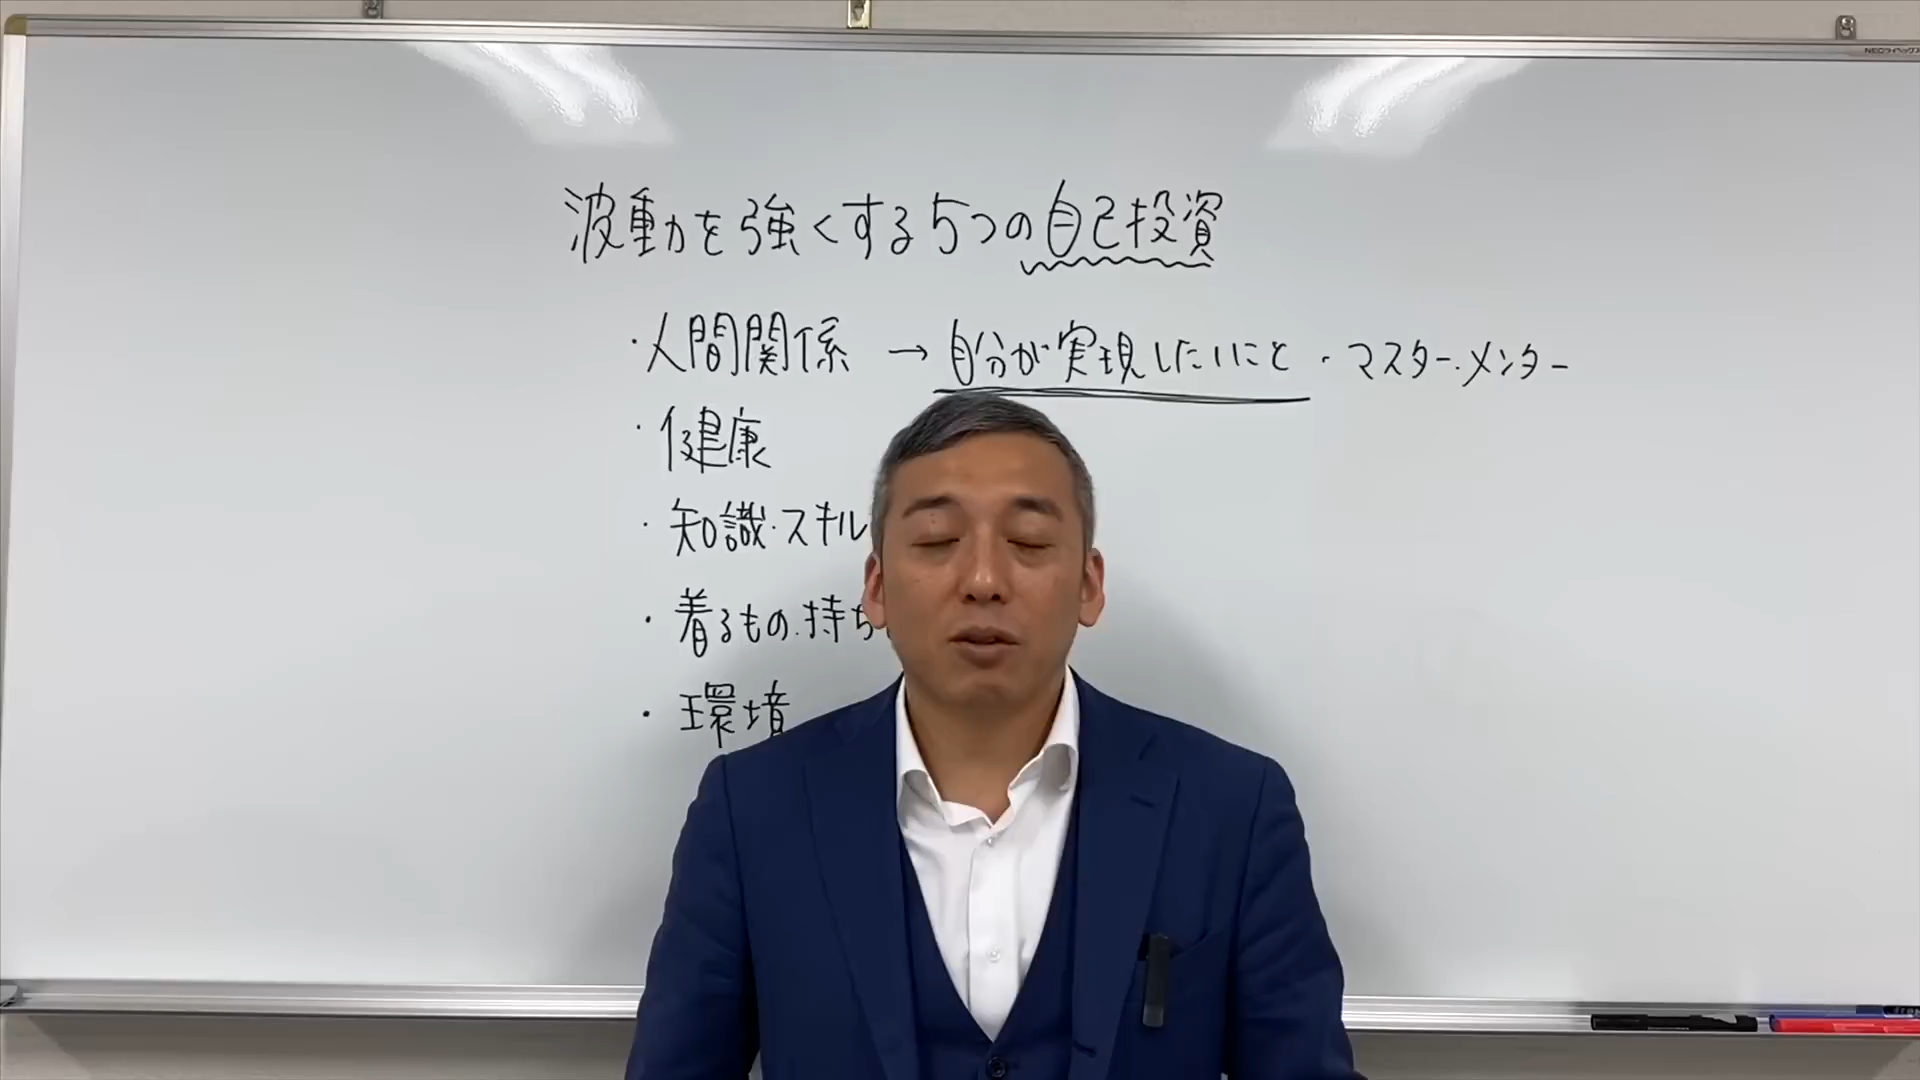 波動を強くする5つの自己投資
・人間関係 → 自分が実現したいこと・マスター・メンター
・健康
・知識・スキル
・着るもの・持ち
・環境